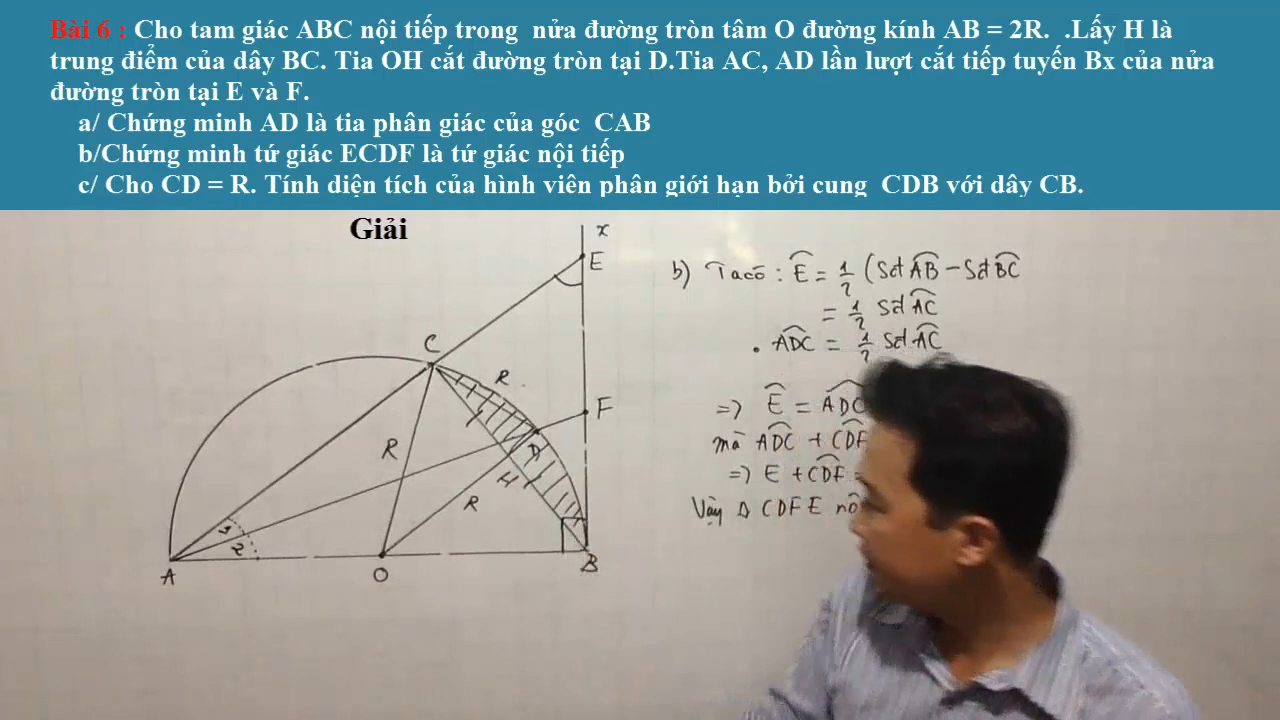 Bài 6 : Cho tam giác ABC nội tiếp trong nửa đường tròn tâm O đường kính AB = 2R. .Lấy H là
trung điểm của dây BC. Tia OH cắt đường tròn tại D.Tia AC, AD lần lượt cắt tiếp tuyến Bx của nửa
đường tròn tại E và F.
a/ Chứng minh AD là tia phân giác của góc CAB
b/Chứng minh tứ giác ECDF là tứ giác nội tiếp
c/ Cho CD = R. Tính diện tích của hình viên phân giới hạn bởi cung CDB với dây CB.
Giải
x
E
C
R
F
D
R
H
R
1
2
A
O
B
b) Ta có : Ê = 1/2 (Sđ AB - Sđ BC
= 1/2 Sđ AC
. ADC = 1/2 Sđ AC
=> Ê = ADC
mà ADC + CDF
=> E + CDF =
Vậy CDFE